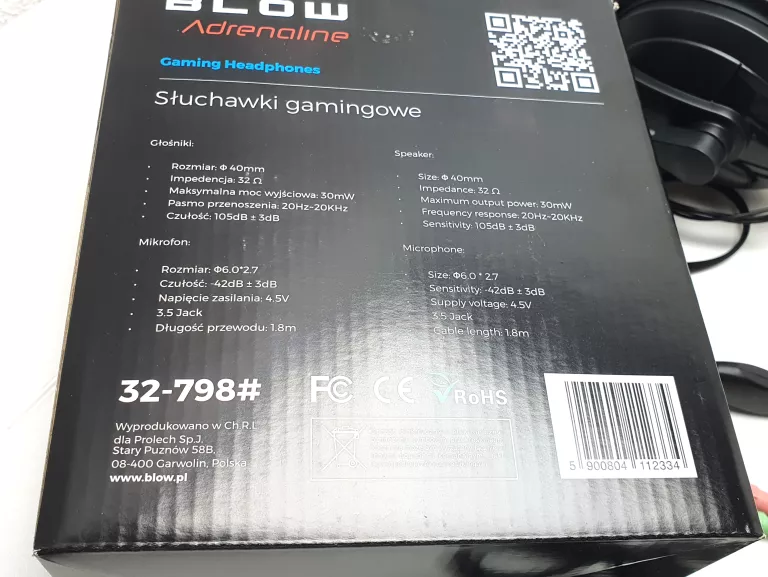 BLOW
Adrenaline
Gaming Headphones
Słuchawki gamingowe
Głośniki:
· Rozmiar: Φ 40mm
· Impedencja: 32 Ω
· Maksymalna moc wyjściowa: 30mW
· Pasmo przenoszenia: 20Hz~20KHz
· Czułość: 105dB ± 3dB
Mikrofon:
· Rozmiar: Φ6.0*2.7
· Czułość: -42dB ± 3dB
· Napięcie zasilania: 4.5V
· 3.5 Jack
· Długość przewodu: 1.8m
Speaker:
· Size: Φ 40mm
· Impedance: 32 Ω
· Maximum output power: 30mW
· Frequency response: 20Hz~20KHz
· Sensitivity: 105dB ± 3dB
Microphone:
· Size: Φ6.0 * 2.7
· Sensitivity: -42dB ± 3dB
· Supply voltage: 4.5V
· 3.5 Jack
· Cable length: 1.8m
32-798#
FC CE RoHS
Wyprodukowano w Ch R.L
dla Prolech Sp.J.
Stary Puznów 58B,
08-400 Garwolin, Polska
www.blow.pl
5 900804 112334